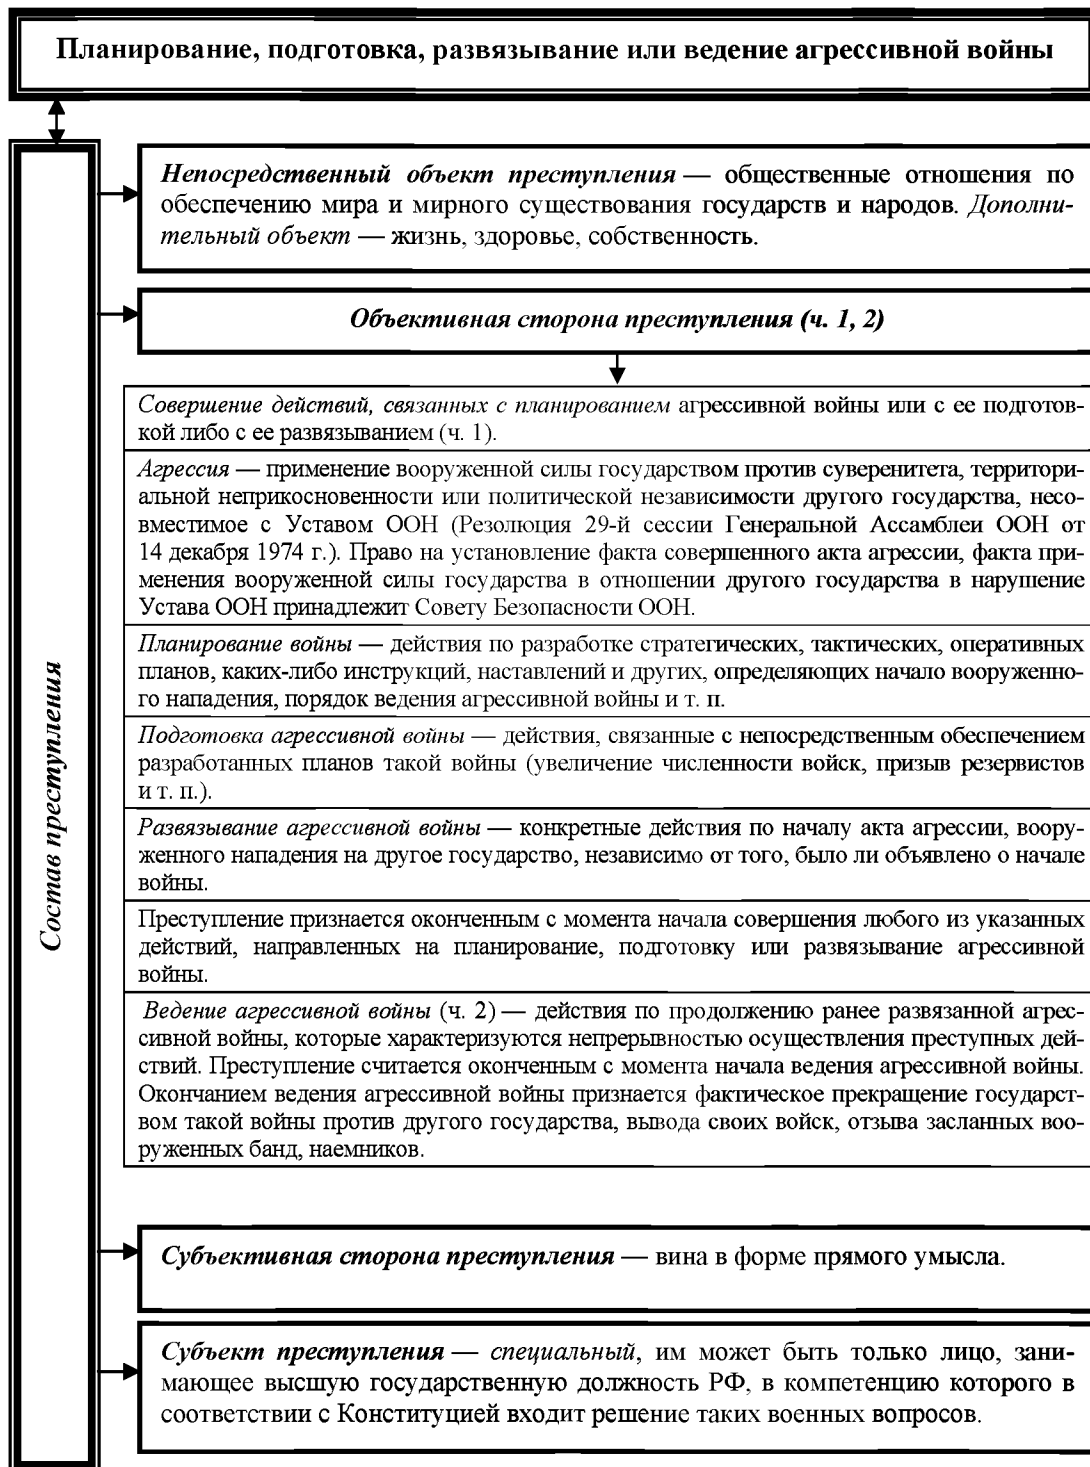 Планирование, подготовка, развязывание или ведение агрессивной войны
Состав преступления
Непосредственный объект преступления — общественные отношения по
обеспечению мира и мирного существования государств и народов. Дополни-
тельный объект — жизнь, здоровье, собственность.
Объективная сторона преступления (ч. 1, 2)
Совершение действий, связанных с планированием агрессивной войны или с ее подготов-
кой либо с ее развязыванием (ч. 1).
Агрессия — применение вооруженной силы государством против суверенитета, территори-
альной неприкосновенности или политической независимости другого государства, несо-
вместимое с Уставом ООН (Резолюция 29-й сессии Генеральной Ассамблеи ООН от
14 декабря 1974 г.). Право на установление факта совершенного акта агрессии, факта при-
менения вооруженной силы государства в отношении другого государства в нарушение
Устава ООН принадлежит Совету Безопасности ООН.
Планирование войны — действия по разработке стратегических, тактических, оперативных
планов, каких-либо инструкций, наставлений и других, определяющих начало вооруженно-
го нападения, порядок ведения агрессивной войны и т. п.
Подготовка агрессивной войны — действия, связанные с непосредственным обеспечением
разработанных планов такой войны (увеличение численности войск, призыв резервистов
и т. п.).
Развязывание агрессивной войны — конкретные действия по началу акта агрессии, воору-
женного нападения на другое государство, независимо от того, было ли объявлено о начале
войны.
Преступление признается оконченным с момента начала совершения любого из указанных
действий, направленных на планирование, подготовку или развязывание агрессивной
войны.
Ведение агрессивной войны (ч. 2) — действия по продолжению ранее развязанной агрес-
сивной войны, которые характеризуются непрерывностью осуществления преступных дей-
ствий. Преступление считается оконченным с момента начала ведения агрессивной войны.
Окончанием ведения агрессивной войны признается фактическое прекращение государст-
вом такой войны против другого государства, вывода своих войск, отзыва засланных воо-
руженных банд, наемников.
Субъективная сторона преступления — вина в форме прямого умысла.
Субъект преступления — специальный, им может быть только лицо, зани-
мающее высшую государственную должность РФ, в компетенцию которого в
соответствии с Конституцией входит решение таких военных вопросов.